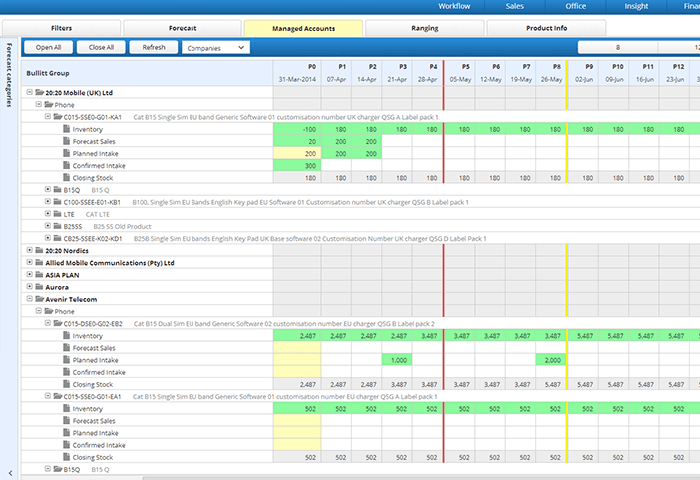 Workflow Sales Office Insight Finan
Filters Forecast Managed Accounts Ranging Product Info
Open All Close All Refresh Companies 8 12
Forecast categories
Bullitt Group P0 P1 P2 P3 P4 P5 P6 P7 P8 P9 P10 P11 P12
31-Mar-2014 07-Apr 14-Apr 21-Apr 28-Apr 05-May 12-May 19-May 26-May 02-Jun 09-Jun 16-Jun 23-Jun
20:20 Mobile (UK) Ltd
Phone
C015-SSE0-G01-KA1 Cat B15 Single Sim EU band Generic Software 01 customisation number UK charger QSG A Label pack 1
Inventory -100 180 180 180 180 180 180 180 180 180 180 180 180
Forecast Sales 20 200 200
Planned Intake 200 200 200
Confirmed Intake 300
Closing Stock 180 180 180 180 180 180 180 180 180 180 180 180 180
B15Q B15 Q
C100-SSEE-E01-KB1 B100, Single Sim EU Bands English Key pad EU Software 01 Customisation Number UK charger QSG B Label pack 1
LTE CAT LTE
B25SS B25 SS Old Product
CB25-SSEE-K02-KD1 B25B Single Sim EU Bands English Key Pad UK Base software 02 Customisation Number UK charger QSG D Label Pack 1
20:20 Nordics
Allied Mobile Communications (Pty) Ltd
ASIA PLAN
Aurora
Avenir Telecom
Phone
C015-DSE0-G02-EB2 Cat B15 Dual Sim EU band Generic Software 02 customisation number EU charger QSG B Label pack 2
Inventory 2,487 2,487 2,487 2,487 3,487 3,487 3,487 3,487 3,487 5,487 5,487 5,487 5,487 5
Forecast Sales
Planned Intake 1,000 2,000
Confirmed Intake
Closing Stock 2,487 2,487 2,487 3,487 3,487 3,487 3,487 3,487 5,487 5,487 5,487 5,487 5,487 5
C015-SSE0-G01-EA1 Cat B15 Single Sim EU band Generic Software 01 customisation number EU charger QSG A Label pack 1
Inventory 502 502 502 502 502 502 502 502 502 502 502 502 502
Forecast Sales
Planned Intake
Confirmed Intake
Closing Stock 502 502 502 502 502 502 502 502 502 502 502 502 502
B15Q B15 Q